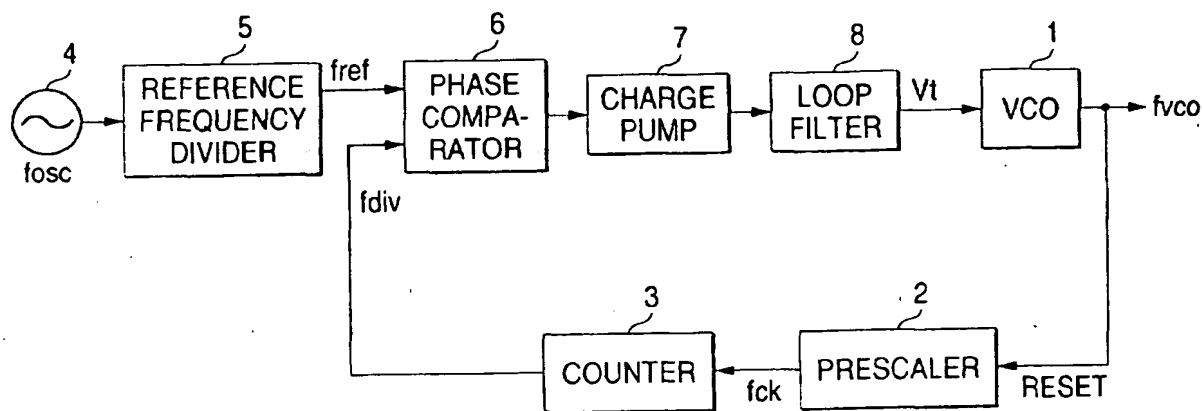 4
5
6
7
8
1
REFERENCE
FREQUENCY
DIVIDER
fref
PHASE
COMPA-
RATOR
CHARGE
PUMP
LOOP
FILTER
Vt
VCO
fvco
fosc
fdiv
3
2
COUNTER
fck
PRESCALER
RESET